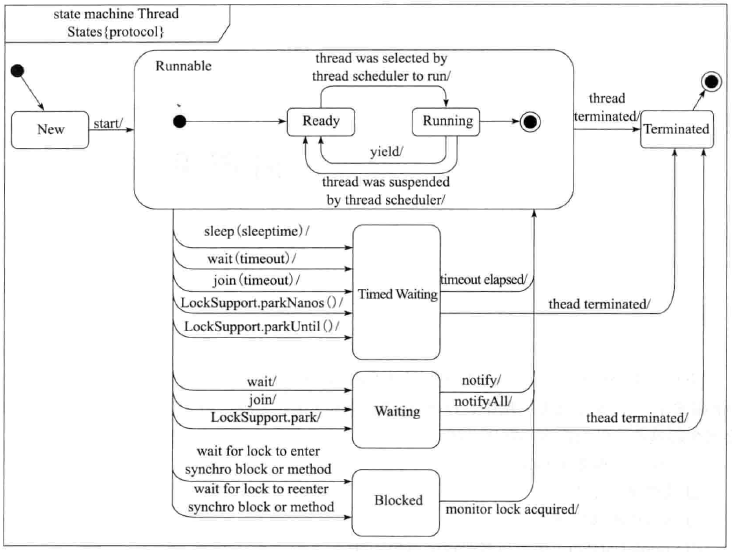 state machine Thread
States{protocol}
Runnable
thread was selected by
thread scheduler to run/
New
start/
Ready
Running
yield/
thread was suspended
by thread scheduler/
thread
terminated/
Terminated
sleep(sleeptime)/
wait(timeout)/
join(timeout)/
LockSupport.parkNanos()/
LockSupport.parkUntil()/
Timed Waiting
timeout elapsed/
thead terminated/
wait/
join/
LockSupport.park/
Waiting
notify/
notifyAll/
thead terminated/
wait for lock to enter
synchro block or method
wait for lock to reenter
synchro block or method
Blocked
monitor lock acquired/